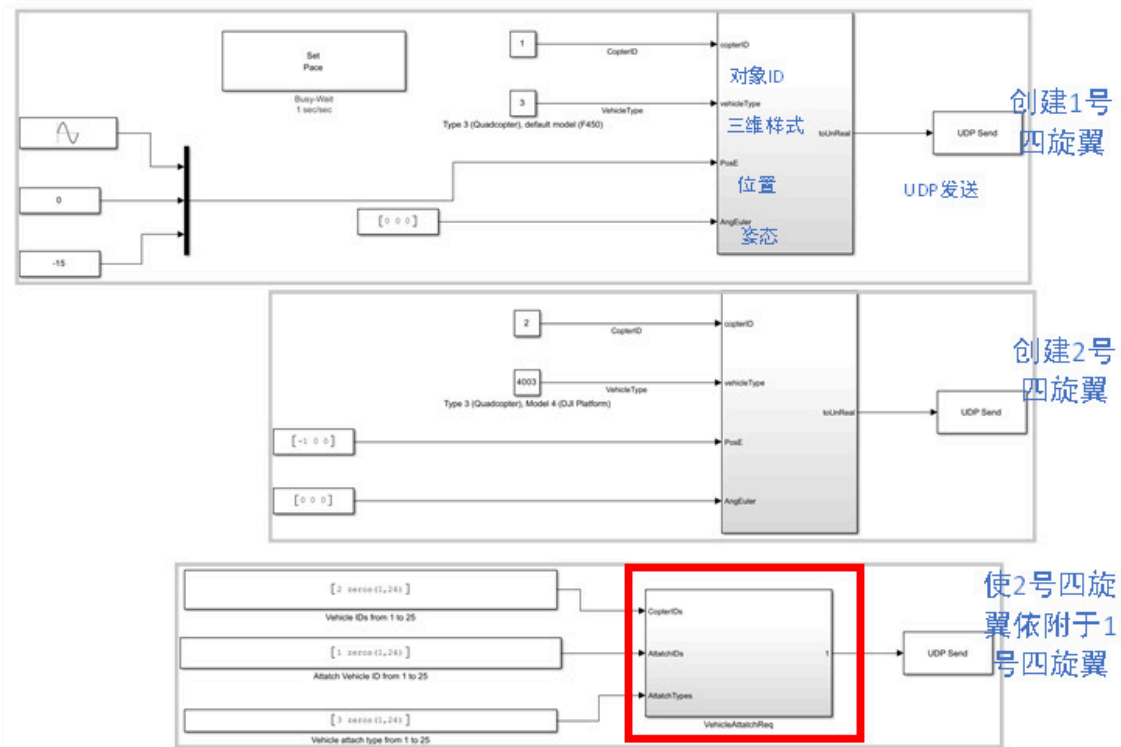 Set
Pace
Busy-Wait
1 sec/sec
1
CopterID
copterID
对象ID
3
VehicleType
vehicleType
Type 3 (Quadcopter), default model (F450)
三维样式
toUnReal
UDP Send
创建1号
四旋翼
0
PosE
位置
UDP发送
[0 0 0]
AngEuler
姿态
-15
2
CopterID
copterID
4003
VehicleType
vehicleType
Type 3 (Quadcopter), Model 4 (DJI Platform)
toUnReal
UDP Send
创建2号
四旋翼
[-1 0 0]
PosE
[0 0 0]
AngEuler
[2 zeros(1,24)]
Vehicle IDs from 1 to 25
CopterIDs
[1 zeros(1,24)]
Attatch Vehicle ID from 1 to 25
AttatchIDs
1
UDP Send
使2号四旋
翼依附于1
号四旋翼
[3 zeros(1,24)]
Vehicle attach type from 1 to 25
AttatchTypes
VehicleAttatchReq